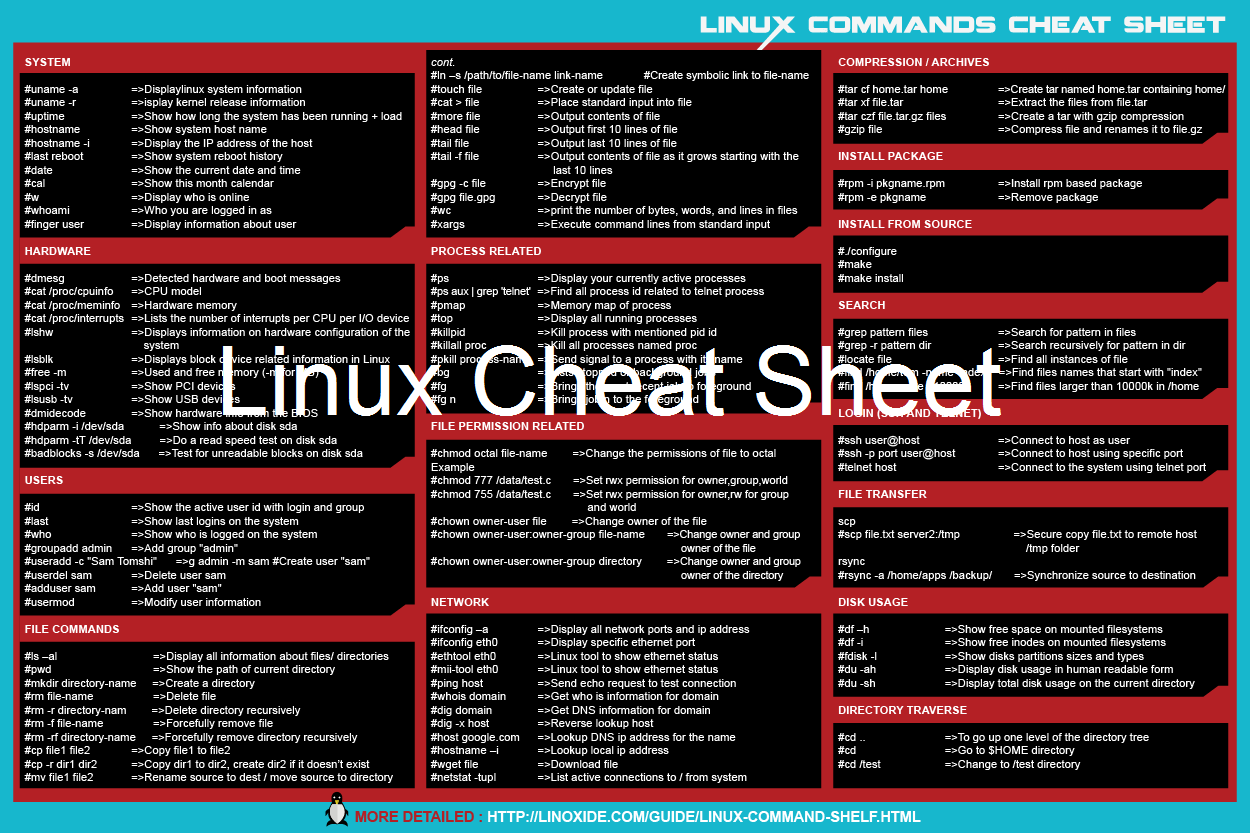 LINUX COMMANDS CHEAT SHEET
SYSTEM
#uname -a =>Displaylinux system information
#uname -r =>isplay kernel release information
#uptime =>Show how long the system has been running + load
#hostname =>Show system host name
#hostname -i =>Display the IP address of the host
#last reboot =>Show system reboot history
#date =>Show the current date and time
#cal =>Show this month calendar
#w =>Display who is online
#whoami =>Who you are logged in as
#finger user =>Display information about user
HARDWARE
#dmesg =>Detected hardware and boot messages
#cat /proc/cpuinfo =>CPU model
#cat /proc/meminfo =>Hardware memory
#cat /proc/interrupts =>Lists the number of interrupts per CPU per I/O device
#lshw =>Displays information on hardware configuration of the
system
#lsblk =>Displays block device related information in Linux
#free -m =>Used and free memory (-m for
#lspci -tv =>Show PCI devices
#lsusb -tv =>Show USB devices
#dmidecode =>Show hardware info from the BIOS
#hdparm -i /dev/sda =>Show info about disk sda
#hdparm -tT /dev/sda =>Do a read speed test on disk sda
#badblocks -s /dev/sda =>Test for unreadable blocks on disk sda
USERS
#id =>Show the active user id with login and group
#last =>Show last logins on the system
#who =>Show who is logged on the system
#groupadd admin =>Add group "admin"
#useradd -c "Sam Tomshi" =>g admin -m sam #Create user "sam"
#userdel sam =>Delete user sam
#adduser sam =>Add user "sam"
#usermod =>Modify user information
FILE COMMANDS
#ls –al =>Display all information about files/ directories
#pwd =>Show the path of current directory
#mkdir directory-name =>Create a directory
#rm file-name =>Delete file
#rm -r directory-nam =>Delete directory recursively
#rm -f file-name =>Forcefully remove file
#rm -rf directory-name =>Forcefully remove directory recursively
#cp file1 file2 =>Copy file1 to file2
#cp -r dir1 dir2 =>Copy dir1 to dir2, create dir2 if it doesn't exist
#mv file1 file2 =>Rename source to dest / move source to directory
cont.
#ln –s /path/to/file-name link-name #Create symbolic link to file-name
#touch file =>Create or update file
#cat > file =>Place standard input into file
#more file =>Output contents of file
#head file =>Output first 10 lines of file
#tail file =>Output last 10 lines of file
#tail -f file =>Output contents of file as it grows starting with the
last 10 lines
#gpg -c file =>Encrypt file
#gpg file.gpg =>Decrypt file
#wc =>print the number of bytes, words, and lines in files
#xargs =>Execute command lines from standard input
PROCESS RELATED
#ps =>Display your currently active processes
#ps aux | grep 'telnet' =>Find all process id related to telnet process
#pmap =>Memory map of process
#top =>Display all running processes
#killpid =>Kill process with mentioned pid id
#killall proc =>Kill all processes named proc
#pkill process-name =>Send signal to a process with its name
#bg
#fg =>Brings the most recent job to foreground
#fg n =>Brings job n to the foreground
FILE PERMISSION RELATED
#chmod octal file-name =>Change the permissions of file to octal
Example
#chmod 777 /data/test.c =>Set rwx permission for owner,group,world
#chmod 755 /data/test.c =>Set rwx permission for owner,rw for group
and world
#chown owner-user file =>Change owner of the file
#chown owner-user:owner-group file-name =>Change owner and group
owner of the file
#chown owner-user:owner-group directory =>Change owner and group
owner of the directory
NETWORK
#ifconfig –a =>Display all network ports and ip address
#ifconfig eth0 =>Display specific ethernet port
#ethtool eth0 =>Linux tool to show ethernet status
#mii-tool eth0 =>Linux tool to show ethernet status
#ping host =>Send echo request to test connection
#whois domain =>Get who is information for domain
#dig domain =>Get DNS information for domain
#dig -x host =>Reverse lookup host
#host google.com =>Lookup DNS ip address for the name
#hostname –i =>Lookup local ip address
#wget file =>Download file
#netstat -tupl =>List active connections to / from system
COMPRESSION / ARCHIVES
#tar cf home.tar home =>Create tar named home.tar containing home/
#tar xf file.tar =>Extract the files from file.tar
#tar czf file.tar.gz files =>Create a tar with gzip compression
#gzip file =>Compress file and renames it to file.gz
INSTALL PACKAGE
#rpm -i pkgname.rpm =>Install rpm based package
#rpm -e pkgname =>Remove package
INSTALL FROM SOURCE
#./configure
#make
#make install
SEARCH
#grep pattern files =>Search for pattern in files
#grep -r pattern dir =>Search recursively for pattern in dir
#locate file =>Find all instances of file
=>Find files names that start with "index"
=>Find files larger than 10000k in /home
LOGIN (SSH AND TELNET)
#ssh user@host =>Connect to host as user
#ssh -p port user@host =>Connect to host using specific port
#telnet host =>Connect to the system using telnet port
FILE TRANSFER
scp
#scp file.txt server2:/tmp =>Secure copy file.txt to remote host
/tmp folder
rsync
#rsync -a /home/apps /backup/ =>Synchronize source to destination
DISK USAGE
#df –h =>Show free space on mounted filesystems
#df -i =>Show free inodes on mounted filesystems
#fdisk -l =>Show disks partitions sizes and types
#du -ah =>Display disk usage in human readable form
#du -sh =>Display total disk usage on the current directory
DIRECTORY TRAVERSE
#cd .. =>To go up one level of the directory tree
#cd =>Go to $HOME directory
#cd /test =>Change to /test directory
Linux Cheat Sheet
MORE DETAILED : HTTP://LINOXIDE.COM/GUIDE/LINUX-COMMAND-SHELF.HTML